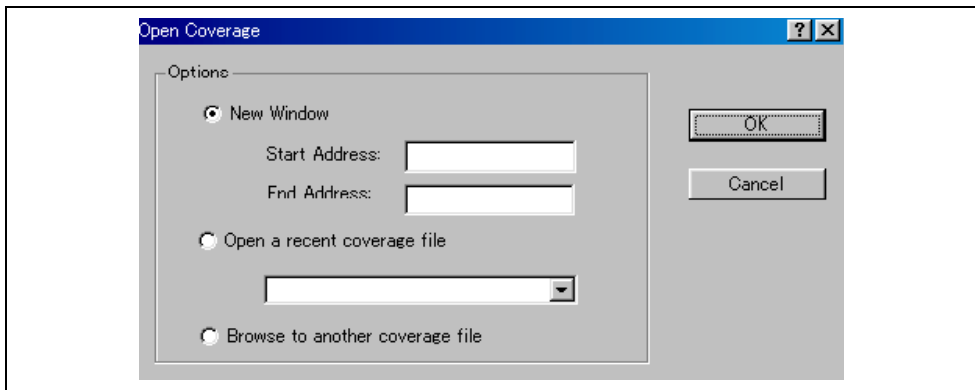 Open Coverage
Options
New Window
OK
Start Address:
Cancel
End Address:
Open a recent coverage file
Browse to another coverage file